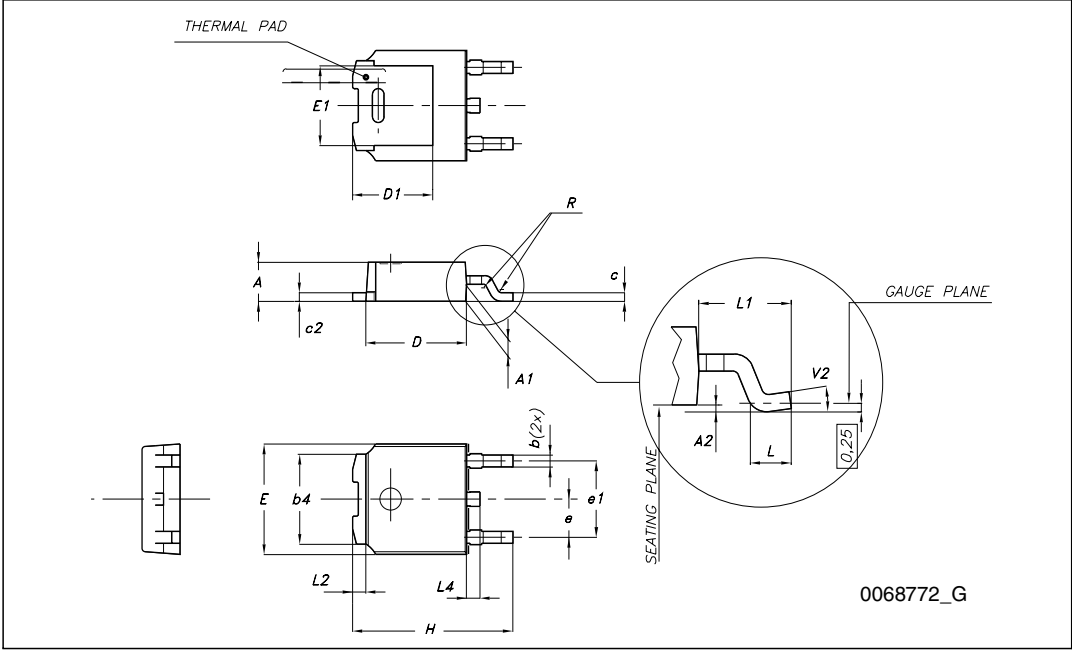 THERMAL PAD
E1
D1
R
A
c
c2
D
A1
L1
GAUGE PLANE
V2
A2
L
0,25
SEATING PLANE
b(2x)
E
b4
e
e1
L2
L4
H
0068772_G